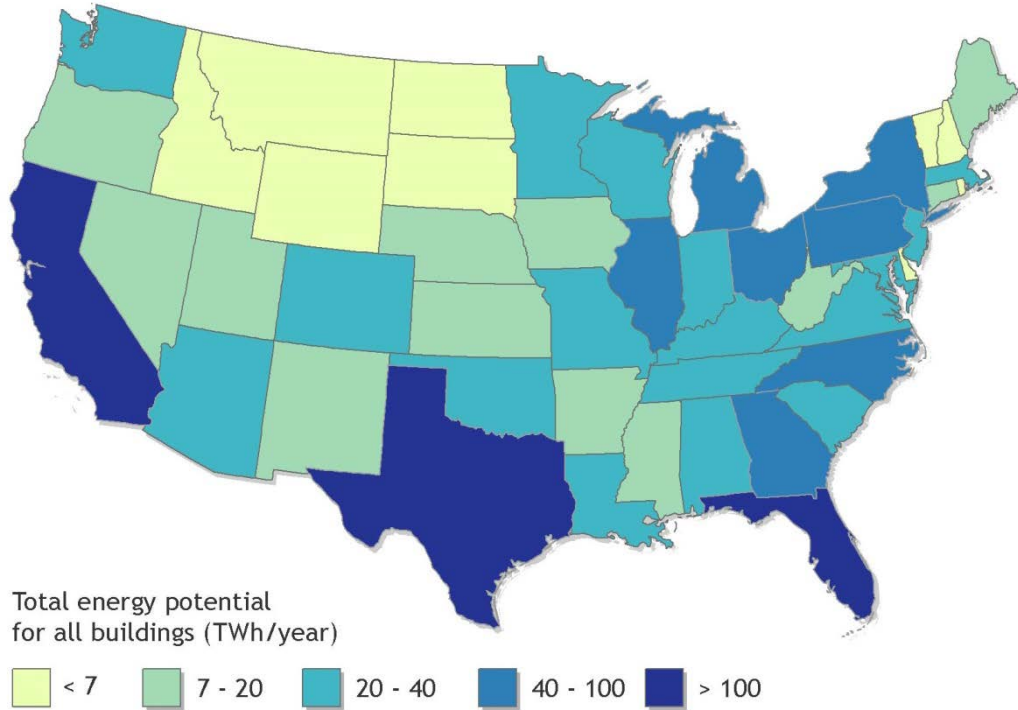 Total energy potential
for all buildings (TWh/year)
< 7 7 - 20 20 - 40 40 - 100 > 100